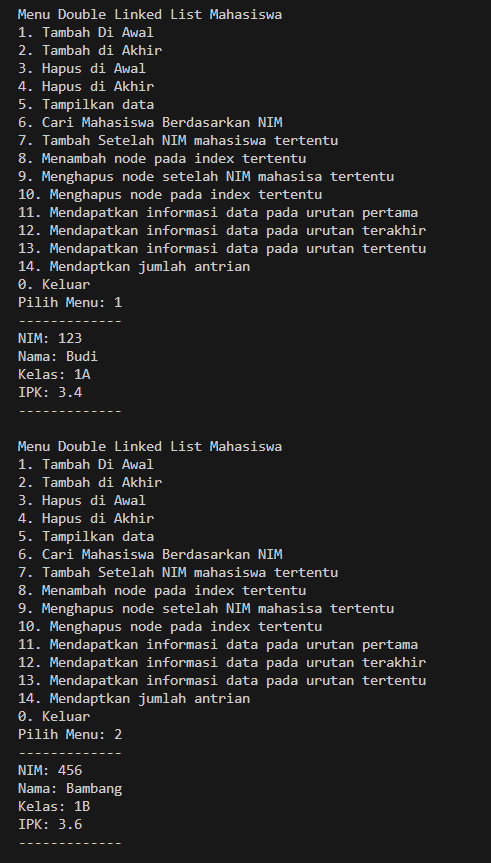 Menu Double Linked List Mahasiswa
1. Tambah Di Awal
2. Tambah di Akhir
3. Hapus di Awal
4. Hapus di Akhir
5. Tampilkan data
6. Cari Mahasiswa Berdasarkan NIM
7. Tambah Setelah NIM mahasiswa tertentu
8. Menambah node pada index tertentu
9. Menghapus node setelah NIM mahasisa tertentu
10. Menghapus node pada index tertentu
11. Mendapatkan informasi data pada urutan pertama
12. Mendapatkan informasi data pada urutan terakhir
13. Mendapatkan informasi data pada urutan tertentu
14. Mendaptkan jumlah antrian
0. Keluar
Pilih Menu: 1
-------------
NIM: 123
Nama: Budi
Kelas: 1A
IPK: 3.4
-------------
Menu Double Linked List Mahasiswa
1. Tambah Di Awal
2. Tambah di Akhir
3. Hapus di Awal
4. Hapus di Akhir
5. Tampilkan data
6. Cari Mahasiswa Berdasarkan NIM
7. Tambah Setelah NIM mahasiswa tertentu
8. Menambah node pada index tertentu
9. Menghapus node setelah NIM mahasisa tertentu
10. Menghapus node pada index tertentu
11. Mendapatkan informasi data pada urutan pertama
12. Mendapatkan informasi data pada urutan terakhir
13. Mendapatkan informasi data pada urutan tertentu
14. Mendaptkan jumlah antrian
0. Keluar
Pilih Menu: 2
-------------
NIM: 456
Nama: Bambang
Kelas: 1B
IPK: 3.6
-------------